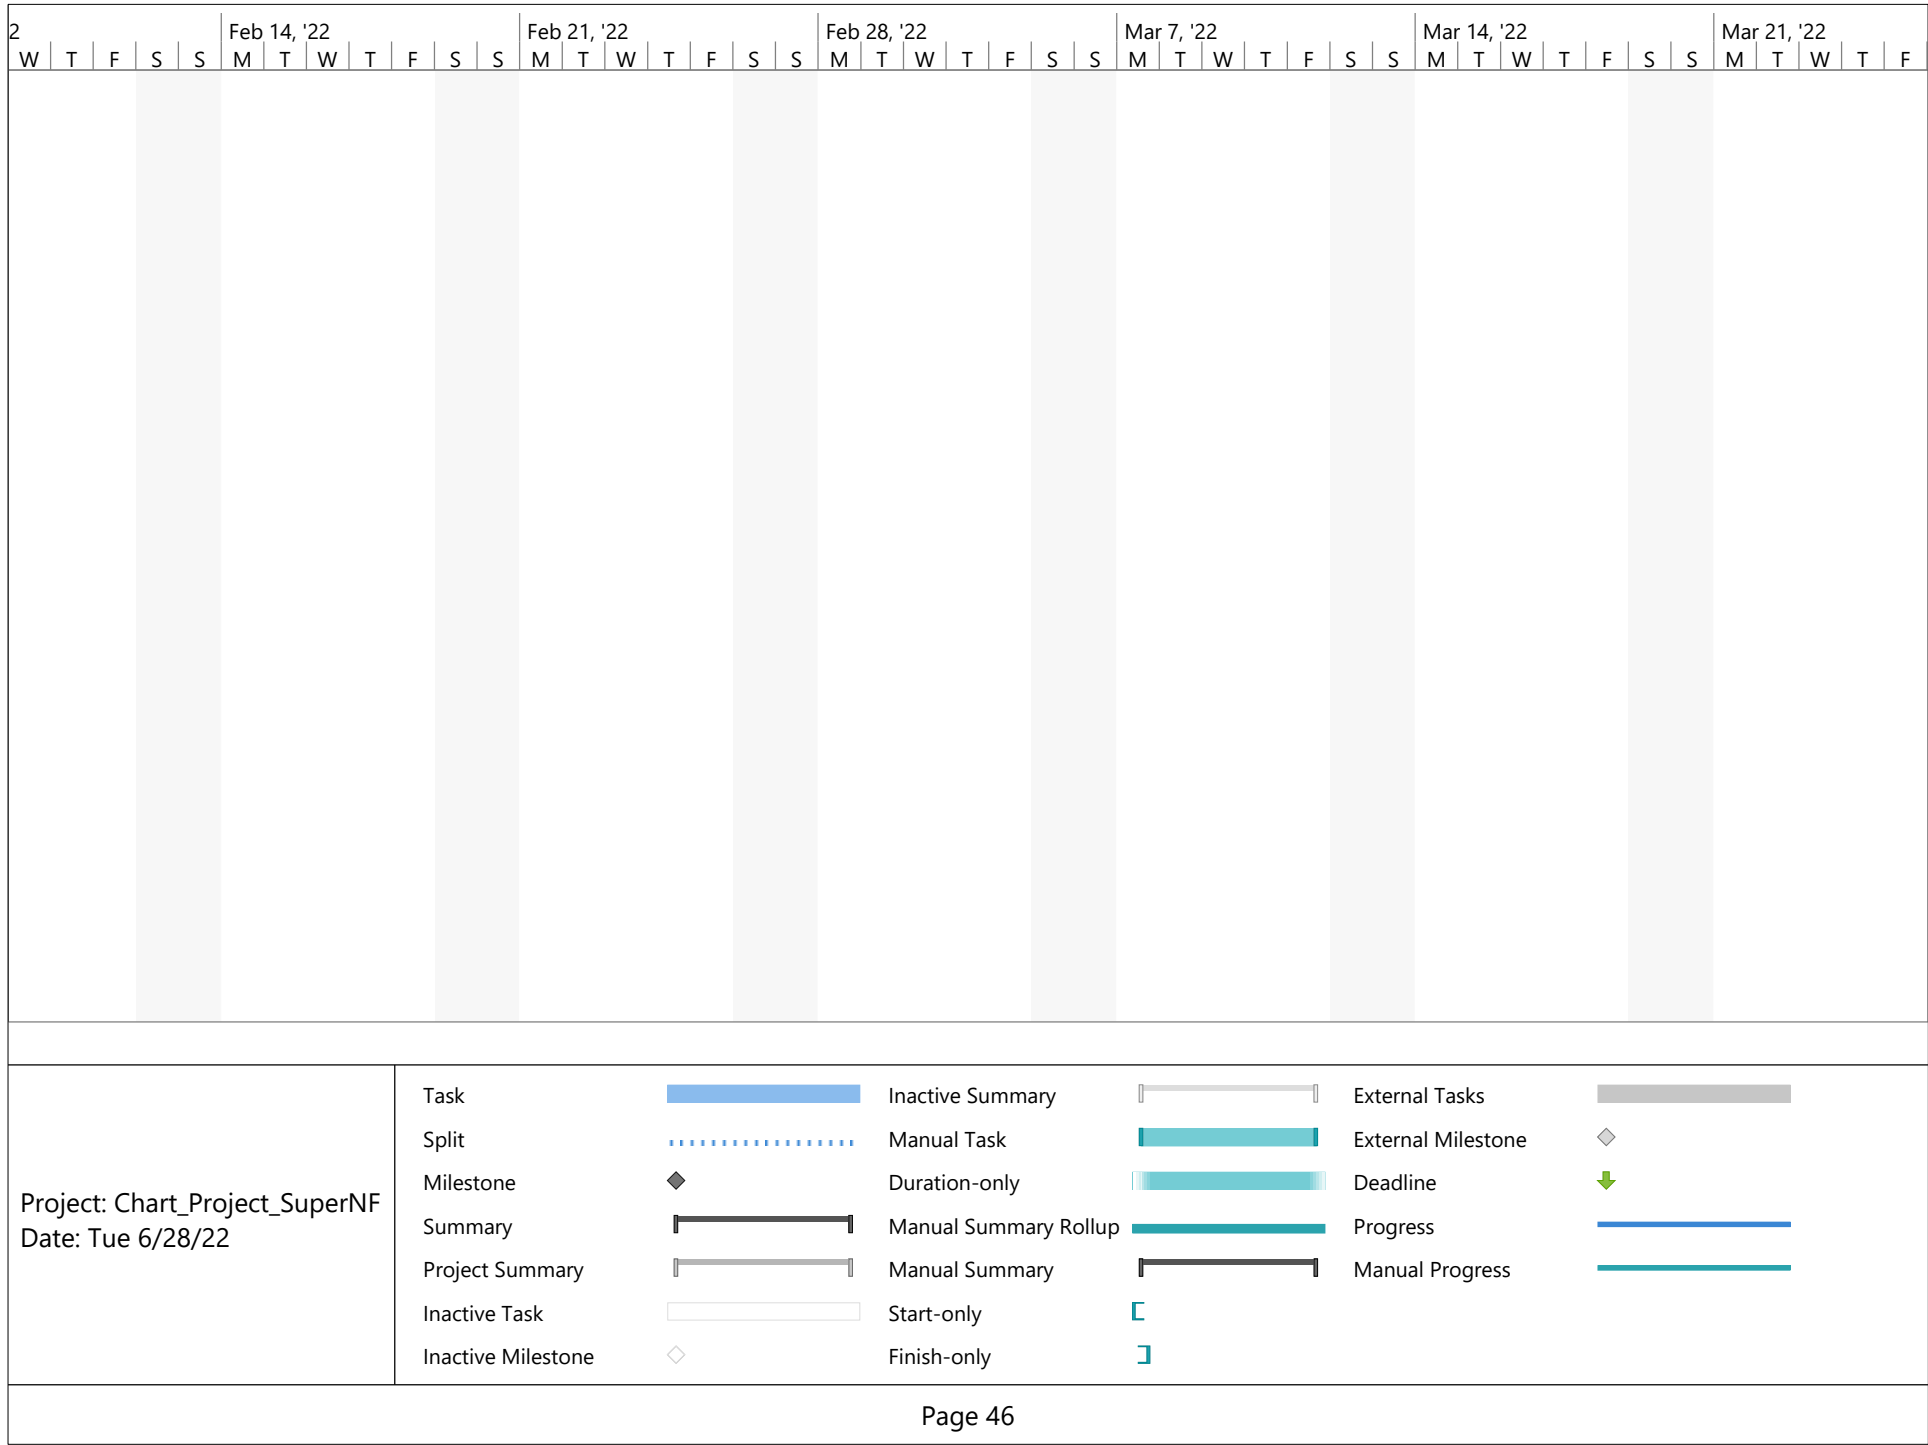 2 Feb 14, '22 Feb 21, '22 Feb 28, '22 Mar 7, '22 Mar 14, '22 Mar 21, '22
W T F S S M T W T F S S M T W T F S S M T W T F S S M T W T F S S M T W T F S S M T W T F
Task Inactive Summary External Tasks
Split Manual Task External Milestone
Milestone Duration-only Deadline
Project: Chart_Project_SuperNF
Summary Manual Summary Rollup Progress
Date: Tue 6/28/22
Project Summary Manual Summary Manual Progress
Inactive Task Start-only
Inactive Milestone Finish-only
Page 46